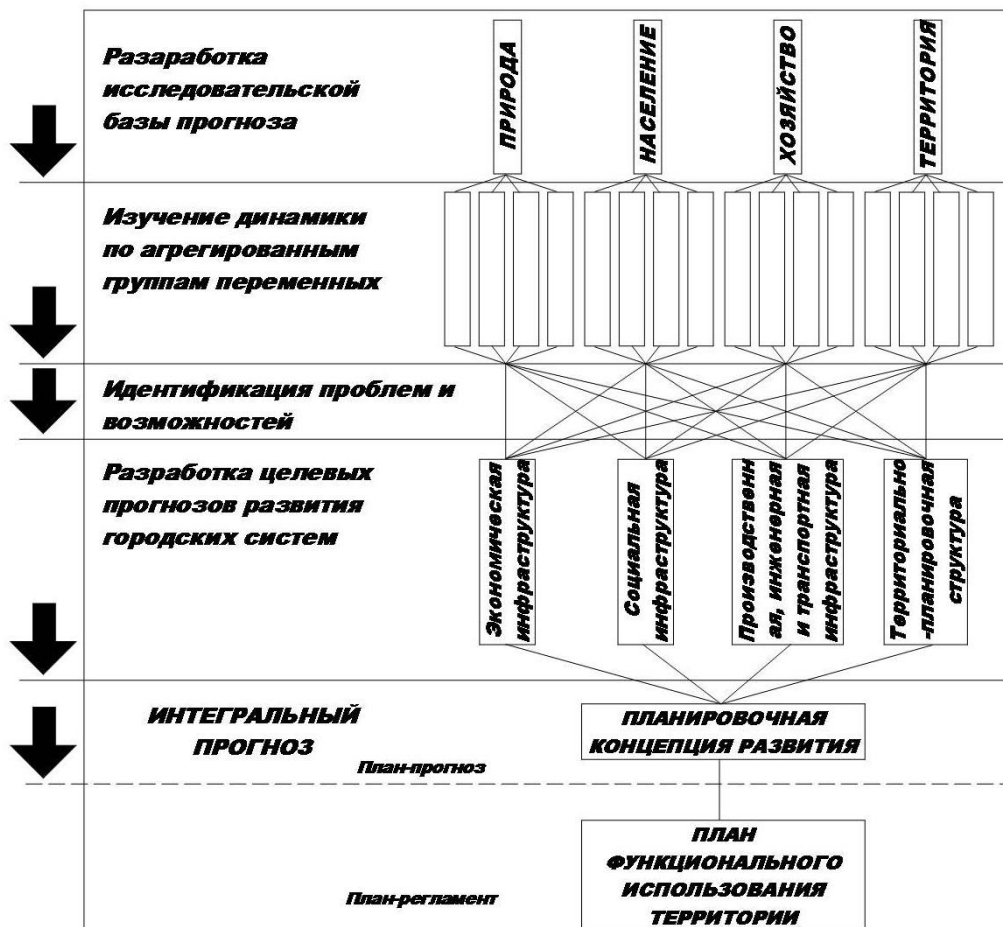 Разаработка
исследовательской
базы прогноза
ПРИРОДА
НАСЕЛЕНИЕ
ХОЗЯЙСТВО
ТЕРРИТОРИЯ
Изучение динамики
по агрегированным
группам переменных
Идентификация проблем и
возможностей
Разработка целевых
прогнозов развития
городских систем
Экономическая
инфраструктура
Социальная
инфраструктура
Производственн
ая, инженерная
и транспортная
инфраструктура
Территориально
-планировочная
структура
ИНТЕГРАЛЬНЫЙ
ПРОГНОЗ
ПЛАНИРОВОЧНАЯ
КОНЦЕПЦИЯ РАЗВИТИЯ
План-прогноз
ПЛАН
ФУНКЦИОНАЛЬНОГО
ИСПОЛЬЗОВАНИЯ
ТЕРРИТОРИИ
План-регламент